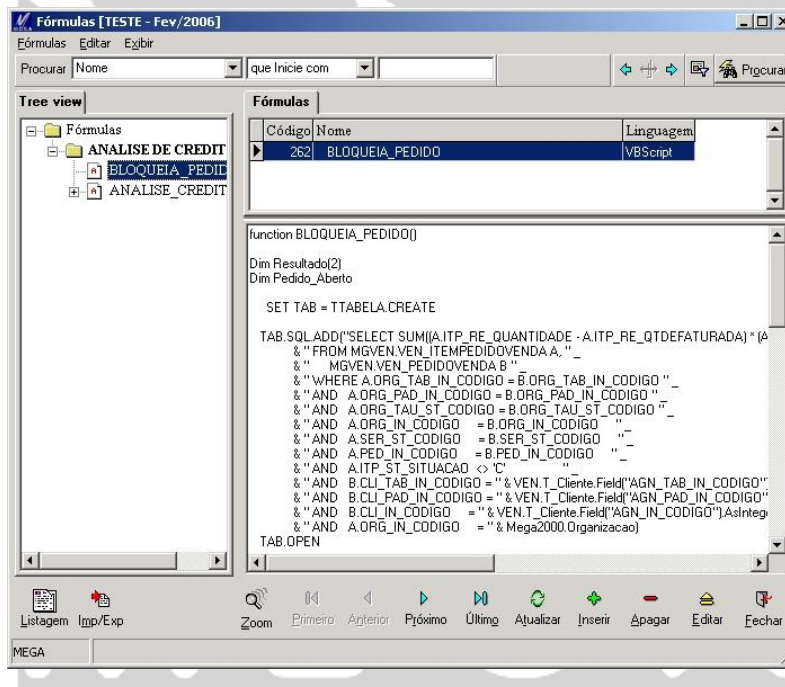 Fórmulas [TESTE - Fev/2006]
Fórmulas Editar Exibir
Procurar Nome que Inicie com Procurar
Tree view
Fórmulas
Fórmulas
ANALISE DE CREDIT
BLOQUEIA_PEDID
ANALISE_CREDIT
Código Nome Linguagem
262 BLOQUEIA_PEDIDO VBScript
function BLOQUEIA_PEDIDO()
Dim Resultado(2)
Dim Pedido_Aberto
SET TAB = TTABELA.CREATE
TAB.SQL.ADD("SELECT SUM((A.ITP_RE_QUANTIDADE - A.ITP_RE_QTDEFATURADA) * (A
& " FROM MGVEN.VEN_ITEMPEDIDOVENDA A, " _
& " MGVEN.VEN_PEDIDOVENDA B " _
& " WHERE A.ORG_TAB_IN_CODIGO = B.ORG_TAB_IN_CODIGO " _
& " AND A.ORG_PAD_IN_CODIGO = B.ORG_PAD_IN_CODIGO " _
& " AND A.ORG_TAU_ST_CODIGO = B.ORG_TAU_ST_CODIGO " _
& " AND A.ORG_IN_CODIGO = B.ORG_IN_CODIGO " _
& " AND A.SER_ST_CODIGO = B.SER_ST_CODIGO " _
& " AND A.PED_IN_CODIGO = B.PED_IN_CODIGO " _
& " AND A.ITP_ST_SITUACAO <> 'C' " _
& " AND B.CLI_TAB_IN_CODIGO = " & VEN.T_Cliente.Field("AGN_TAB_IN_CODIGO"
& " AND B.CLI_PAD_IN_CODIGO = " & VEN.T_Cliente.Field("AGN_PAD_IN_CODIGO"
& " AND B.CLI_IN_CODIGO = " & VEN.T_Cliente.Field("AGN_IN_CODIGO").AsInteg
& " AND A.ORG_IN_CODIGO = " & Mega2000.Organizacao)
TAB.OPEN
Listagem Imp/Exp Zoom Primeiro Anterior Próximo Último Atualizar Inserir Apagar Editar Fechar
MEGA